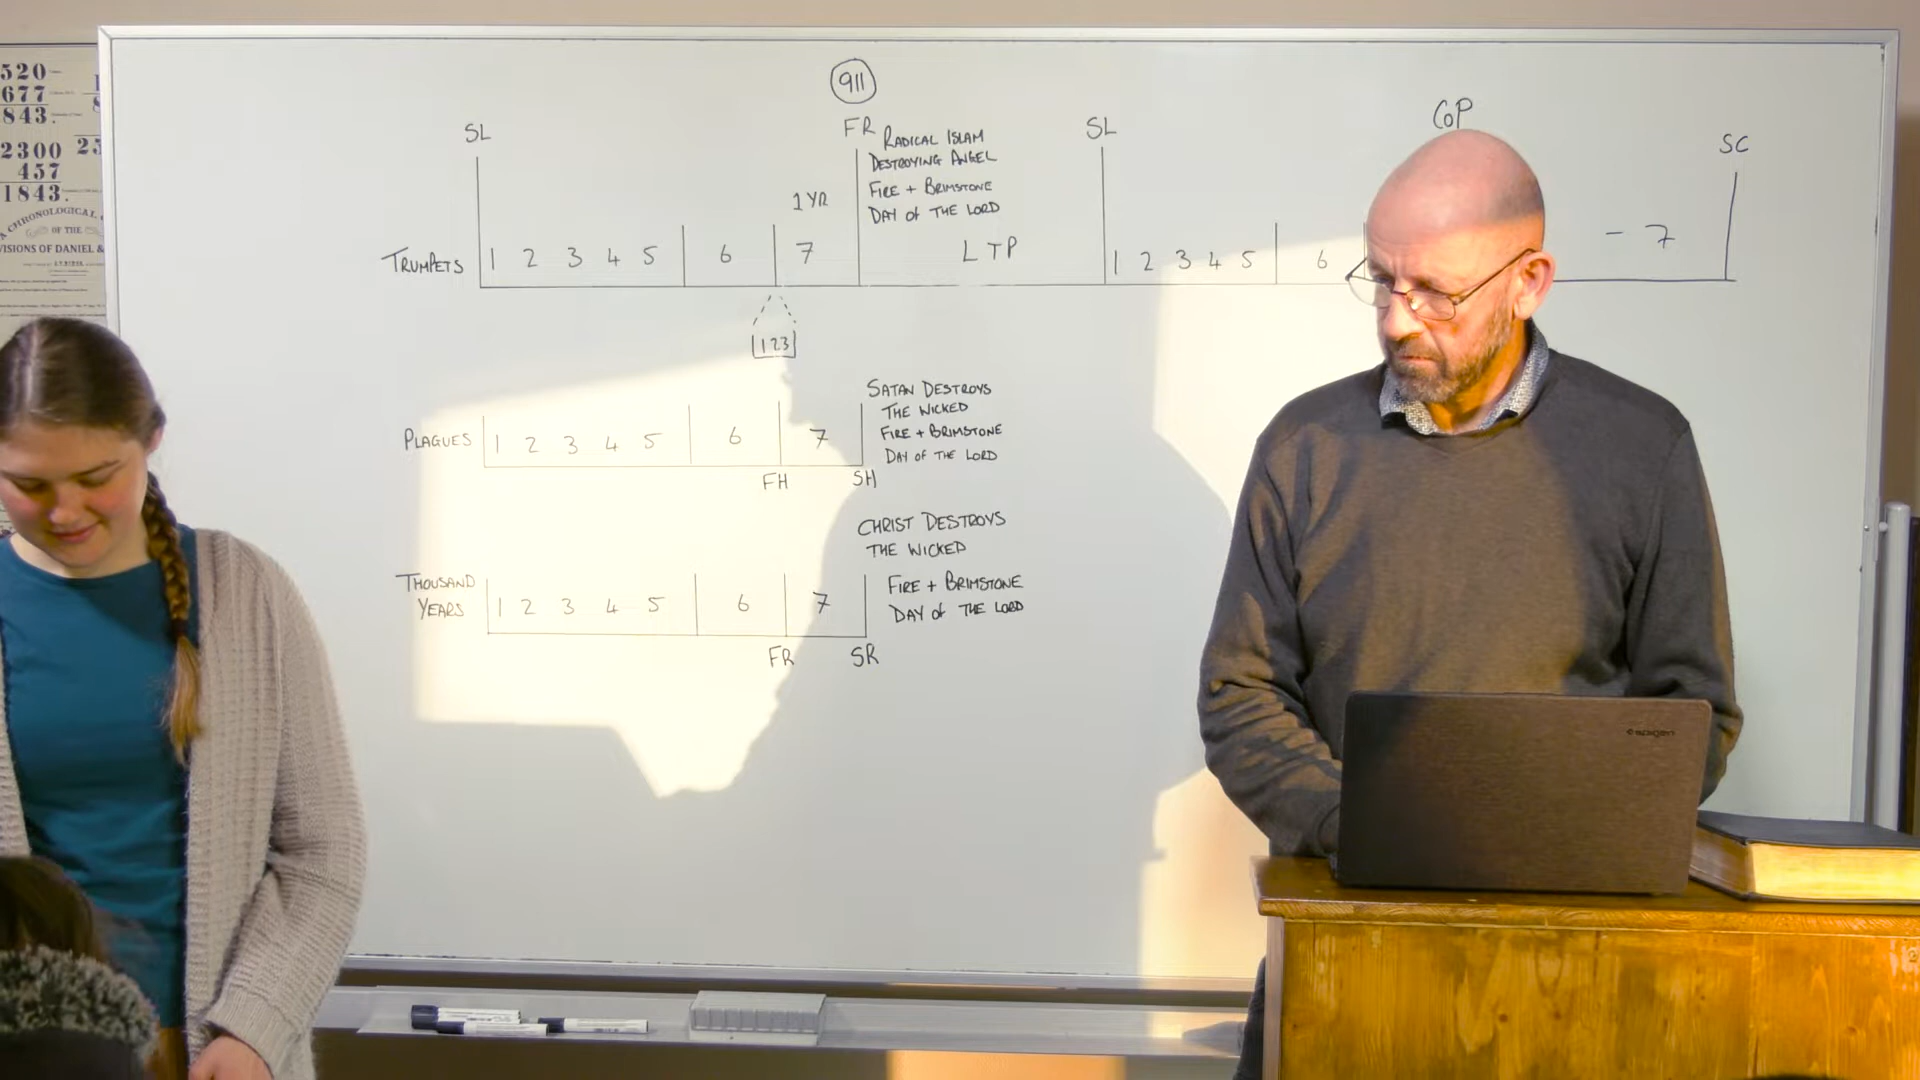 520
677
843.
2300
457
1843.
A CHRONOLOGICAL
OF THE
VISIONS OF DANIEL &
911
SL
FR
RADICAL ISLAM
DESTROYING ANGEL
FIRE + BRIMSTONE
DAY OF THE LORD
1 YR
SL
COP
SC
TRUMPETS 1 2 3 4 5 6 7 LTP 1 2 3 4 5 6 - 7
1 2 3
SATAN DESTROYS
THE WICKED
FIRE + BRIMSTONE
DAY OF THE LORD
PLAGUES 1 2 3 4 5 6 7
FH SH
CHRIST DESTROYS
THE WICKED
FIRE + BRIMSTONE
DAY OF THE LORD
THOUSAND
YEARS 1 2 3 4 5 6 7
FR SR
spigen